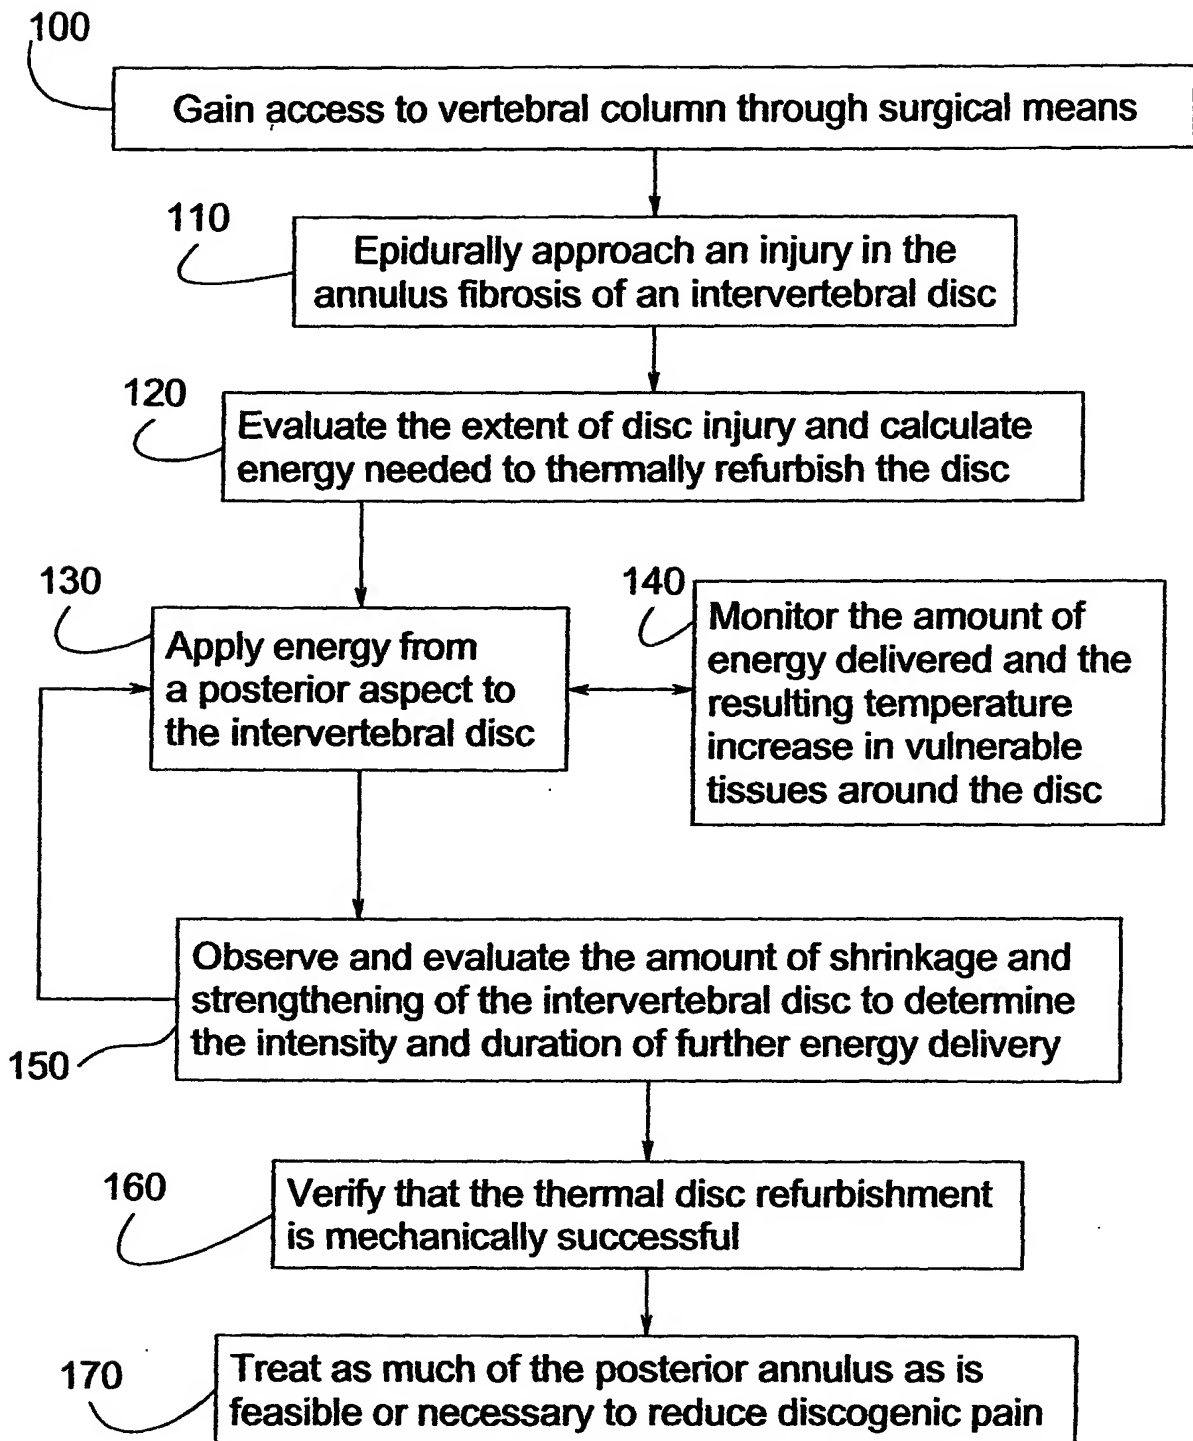 100
Gain access to vertebral column through surgical means
110
Epidurally approach an injury in the
annulus fibrosis of an intervertebral disc
120
Evaluate the extent of disc injury and calculate
energy needed to thermally refurbish the disc
130
Apply energy from
a posterior aspect to
the intervertebral disc
140
Monitor the amount of
energy delivered and the
resulting temperature
increase in vulnerable
tissues around the disc
Observe and evaluate the amount of shrinkage and
strengthening of the intervertebral disc to determine
the intensity and duration of further energy delivery
150
160
Verify that the thermal disc refurbishment
is mechanically successful
170
Treat as much of the posterior annulus as is
feasible or necessary to reduce discogenic pain